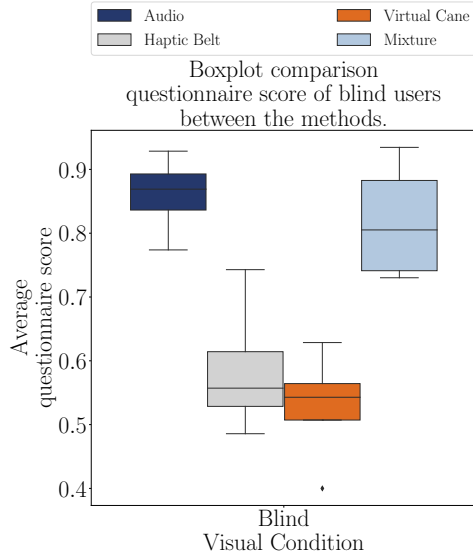 Audio
Haptic Belt
Virtual Cane
Mixture
Boxplot comparison
questionnaire score of blind users
between the methods.
Average
questionnaire score
0.9
0.8
0.7
0.6
0.5
0.4
Blind
Visual Condition